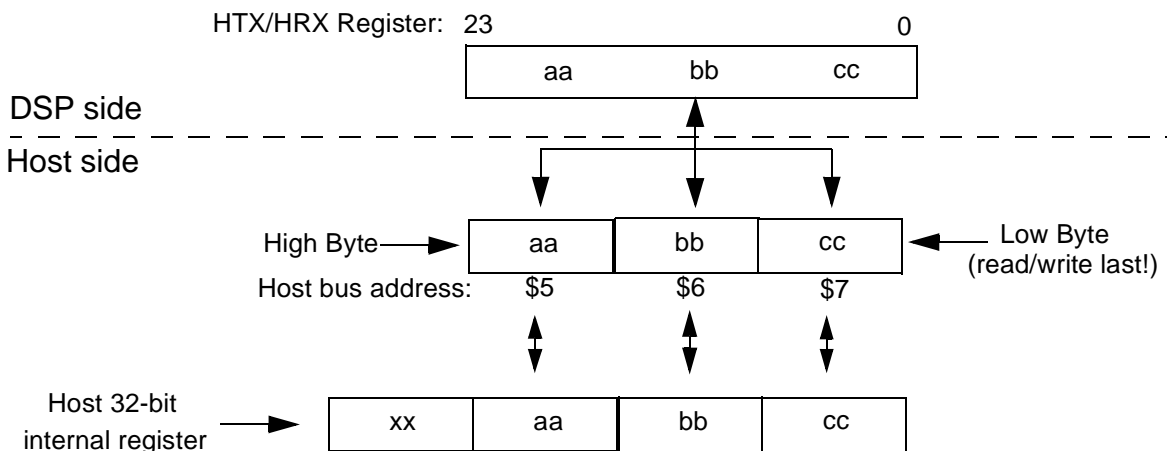 HTX/HRX Register: 23 0
aa bb cc
DSP side
Host side
High Byte aa bb cc Low Byte
(read/write last!)
Host bus address: $5 $6 $7
Host 32-bit
internal register
xx aa bb cc